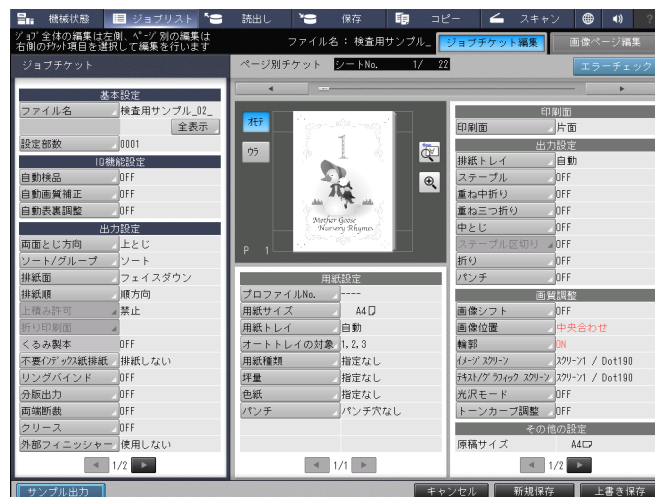 機械状態 ジョブリスト 読出し 保存 コピー スキャン ?
ジョブ全体の編集は左側、ページ別の編集は
右側のチケット項目を選択して編集を行います
ファイル名 : 検査用サンプル_
ジョブチケット編集
画像ページ編集
ジョブチケット
ページ別チケット シートNo. 1/ 22
エラーチェック
基本設定
ファイル名 検査用サンプル_02_
全表示
設定部数 0001
IQ機能設定
自動検品 OFF
自動画質補正 OFF
自動表裏調整 OFF
出力設定
両面とじ方向 上とじ
ソート/グループ ソート
排紙面 フェイスダウン
排紙順 順方向
上積み許可 禁止
折り印刷面
くるみ製本 OFF
不要インデックス紙排紙 排紙しない
リングバインド OFF
分版出力 OFF
両端断裁 OFF
クリース OFF
外部フィニッシャー 使用しない
1/2
オモテ
ウラ
1
Mother Goose
Nursery Rhymes
P 1
用紙設定
プロファイルNo. ----
用紙サイズ A4
用紙トレイ 自動
オートトレイの対象 1,2,3
用紙種類 指定なし
坪量 指定なし
色紙 指定なし
パンチ パンチ穴なし
1/1
印刷面
印刷面 片面
出力設定
排紙トレイ 自動
ステープル OFF
重ね中折り OFF
重ね三つ折り OFF
中とじ OFF
ステープル区切り OFF
折り OFF
パンチ OFF
画質調整
画像シフト OFF
画像位置 中央合わせ
輪郭 ON
イメージ スクリーン スクリーン1 / Dot190
テキスト/グラフィック スクリーン スクリーン1 / Dot190
光沢モード OFF
トーンカーブ調整 OFF
その他の設定
原稿サイズ A4
1/2
サンプル出力
キャンセル
新規保存
上書き保存